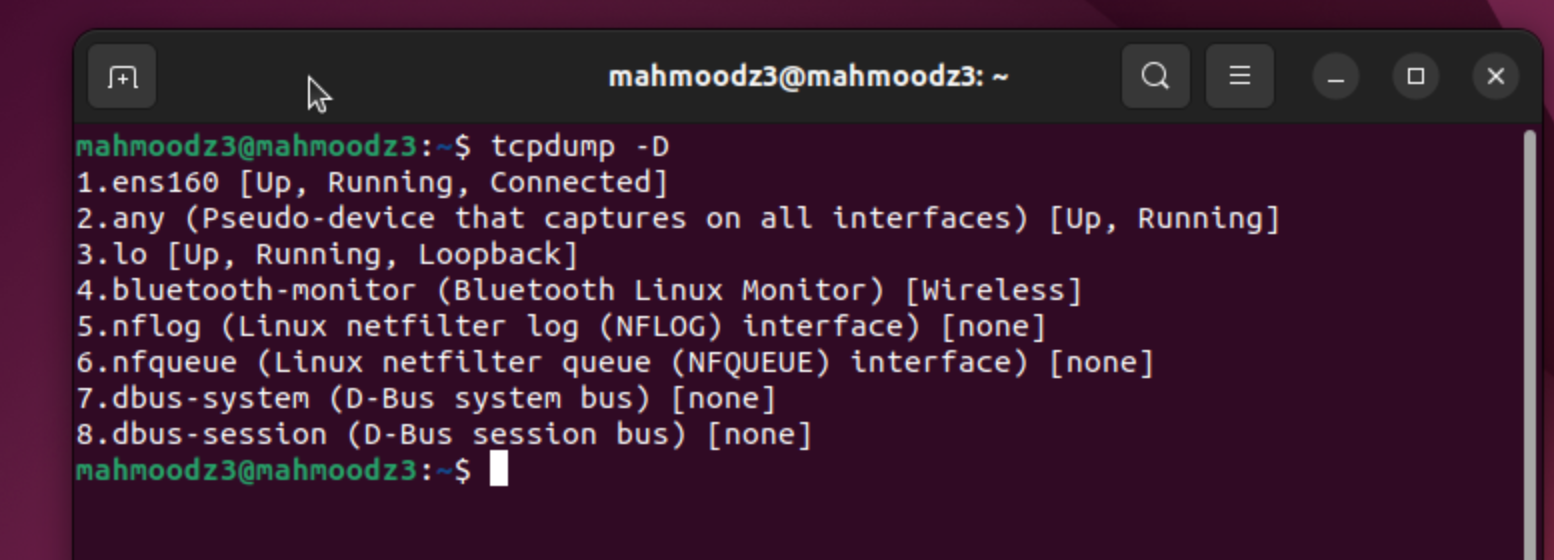 mahmoodz3@mahmoodz3: ~
mahmoodz3@mahmoodz3:~$ tcpdump -D
1.ens160 [Up, Running, Connected]
2.any (Pseudo-device that captures on all interfaces) [Up, Running]
3.lo [Up, Running, Loopback]
4.bluetooth-monitor (Bluetooth Linux Monitor) [Wireless]
5.nflog (Linux netfilter log (NFLOG) interface) [none]
6.nfqueue (Linux netfilter queue (NFQUEUE) interface) [none]
7.dbus-system (D-Bus system bus) [none]
8.dbus-session (D-Bus session bus) [none]
mahmoodz3@mahmoodz3:~$